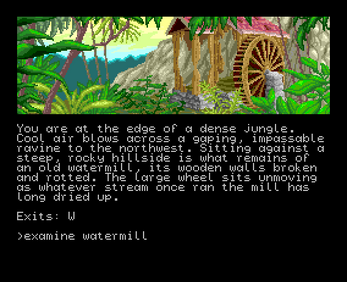 You are at the edge of a dense jungle.
Cool air blows across a gaping, impassable
ravine to the northwest. Sitting against a
steep, rocky hillside is what remains of
an old watermill, its wooden walls broken
and rotted. The large wheel sits unmoving
as whatever stream once ran the mill has
long dried up.
Exits: W
>examine watermill